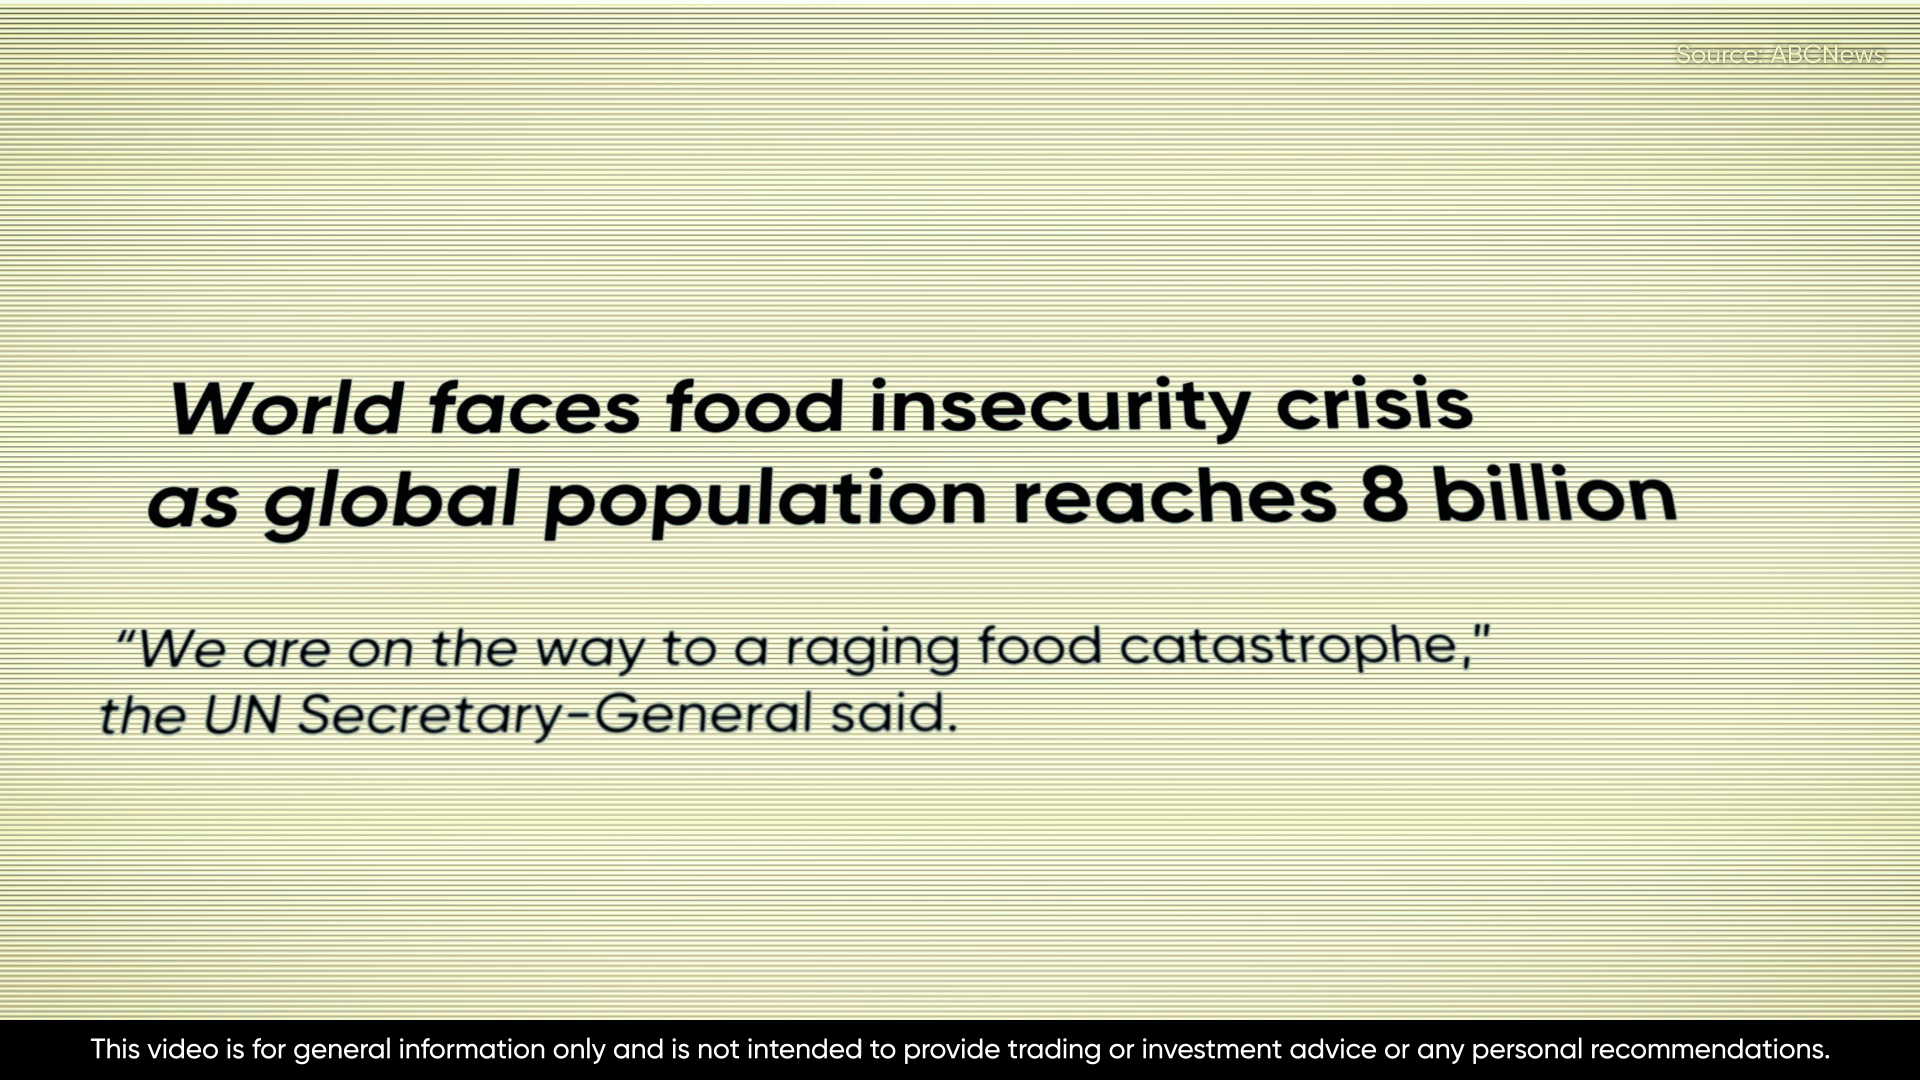 Source: ABCNews
World faces food insecurity crisis
as global population reaches 8 billion
“We are on the way to a raging food catastrophe,"
the UN Secretary-General said.
This video is for general information only and is not intended to provide trading or investment advice or any personal recommendations.